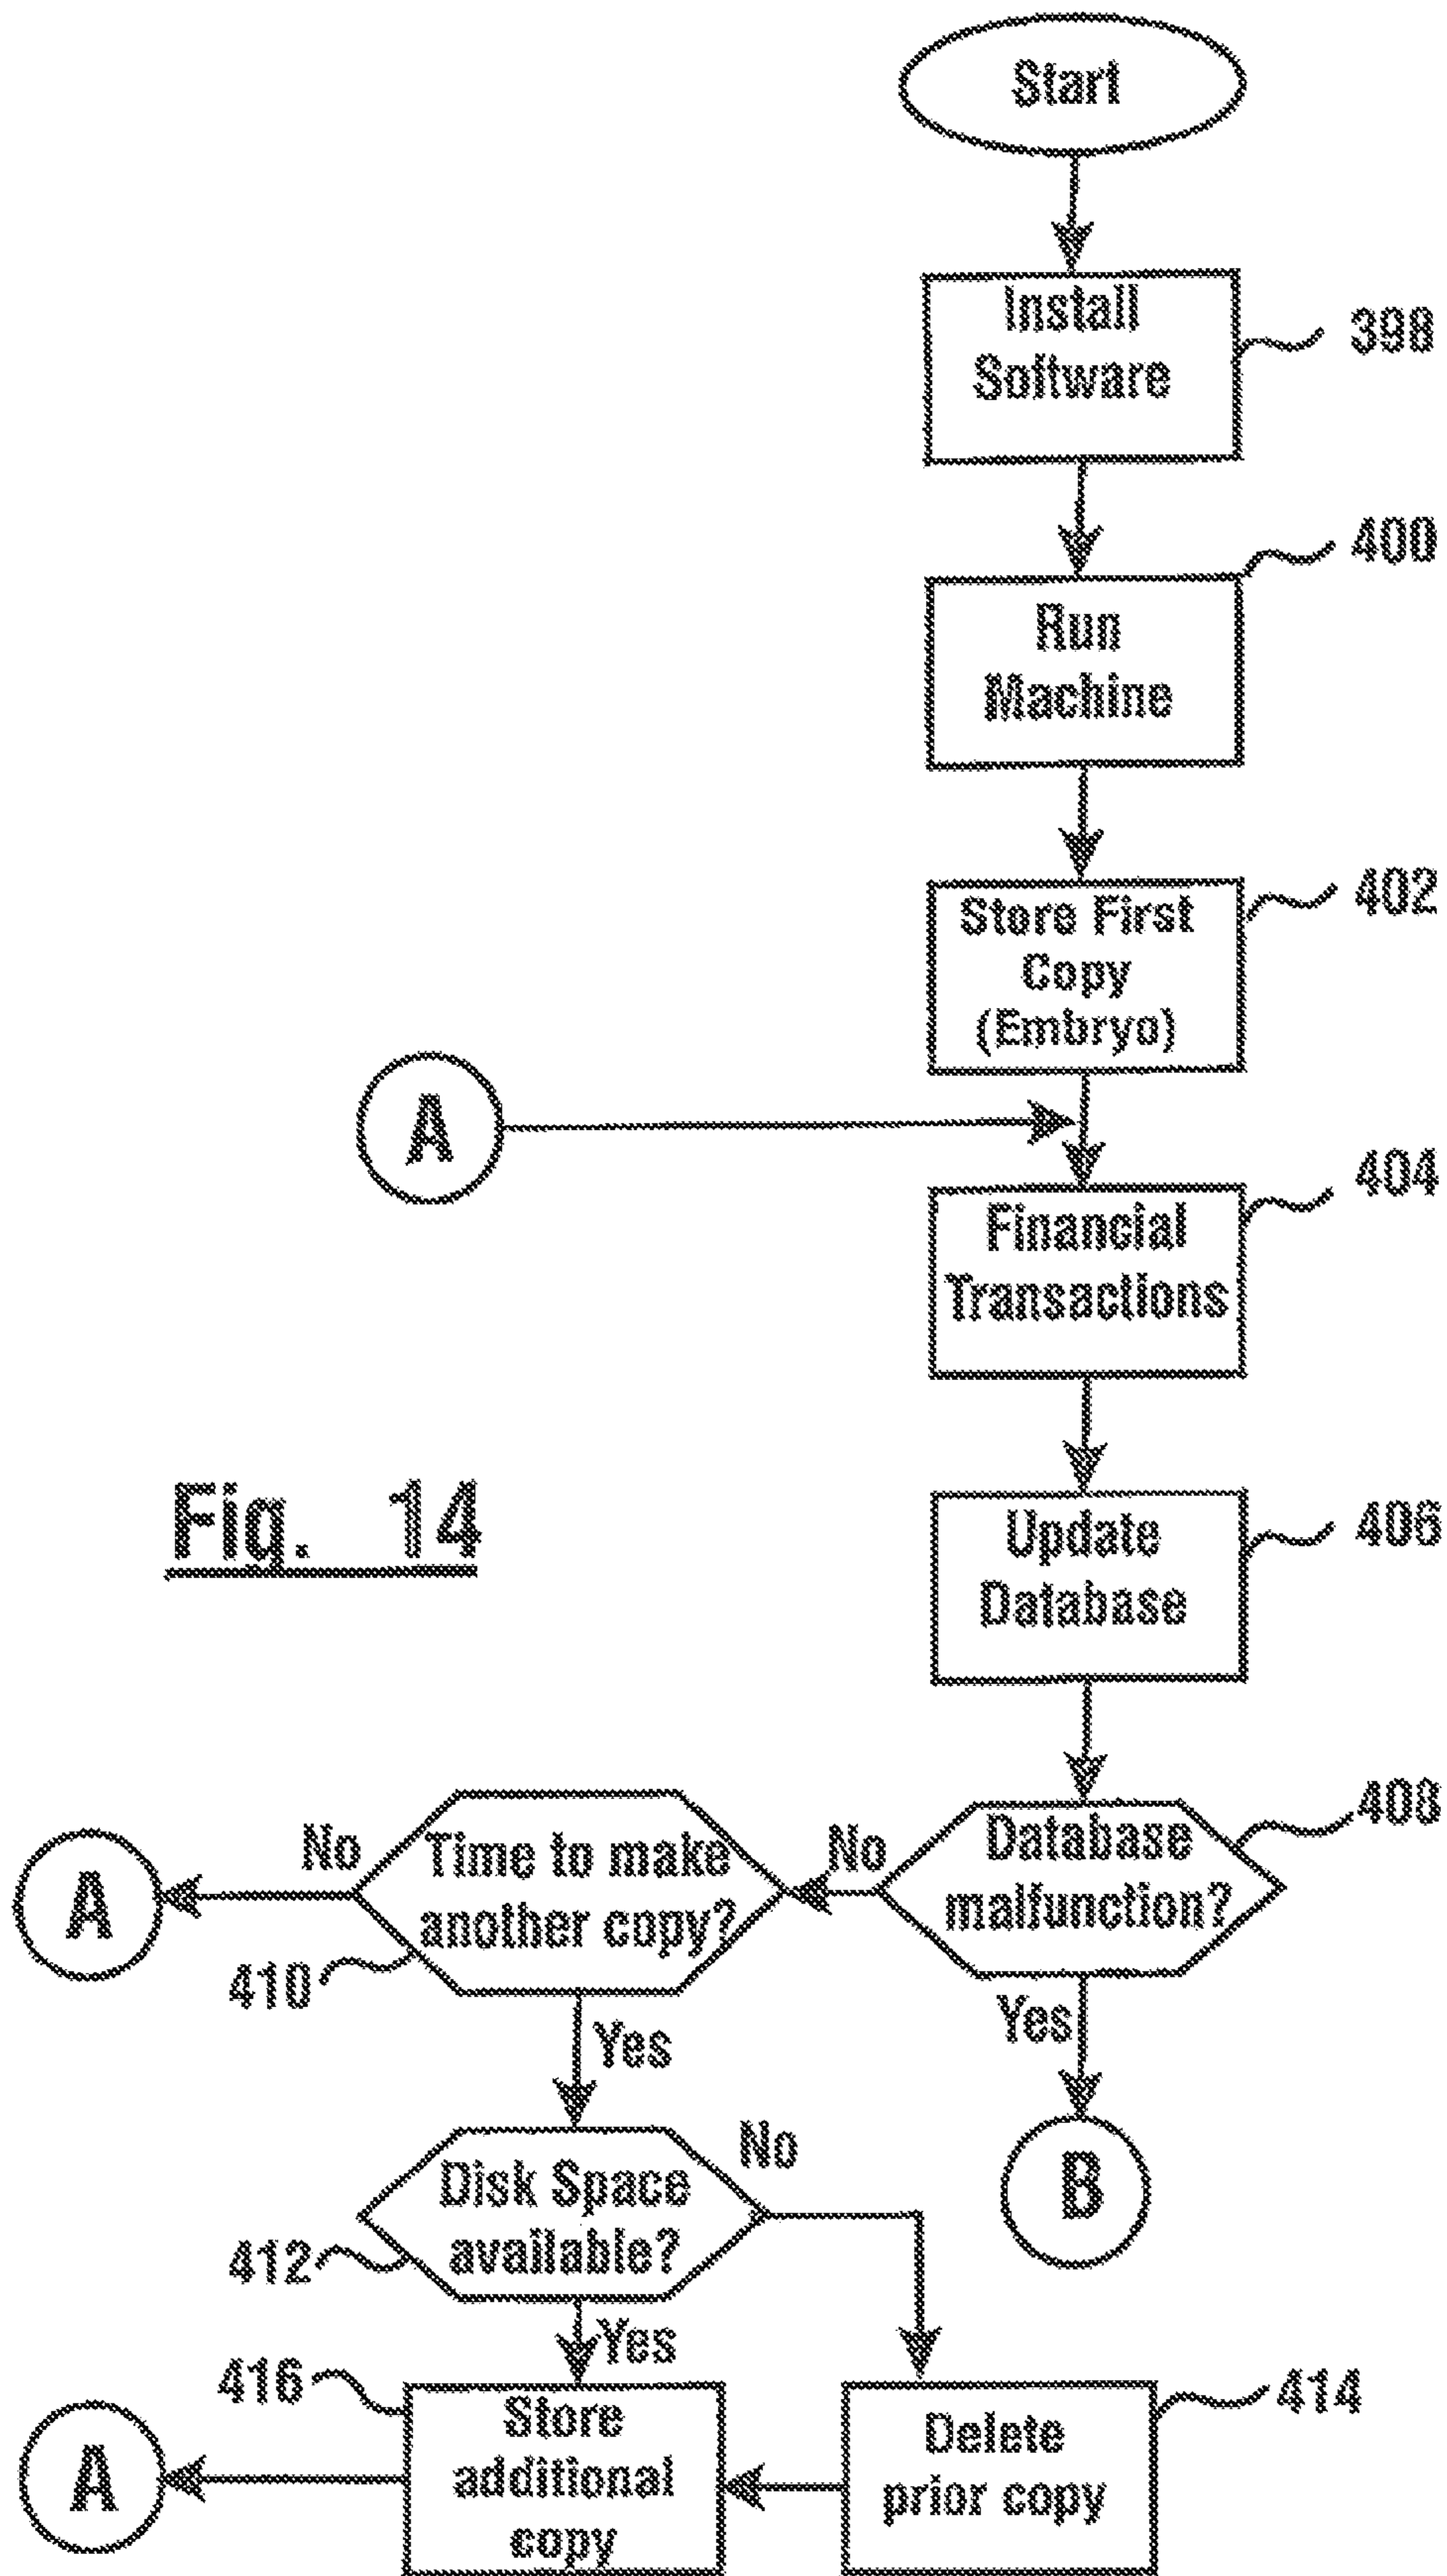 Start
Install
Software
398
400
Run
Machine
402
Store First
Copy
(Embryo)
A
404
Financial
Transactions
Fig. 14
406
Update
Database
408
Database
malfunction?
No
Yes
B
Time to make
another copy?
410
No
A
Yes
Disk Space
available?
412
No
Yes
414
Delete
prior copy
416
Store
additional
copy
A